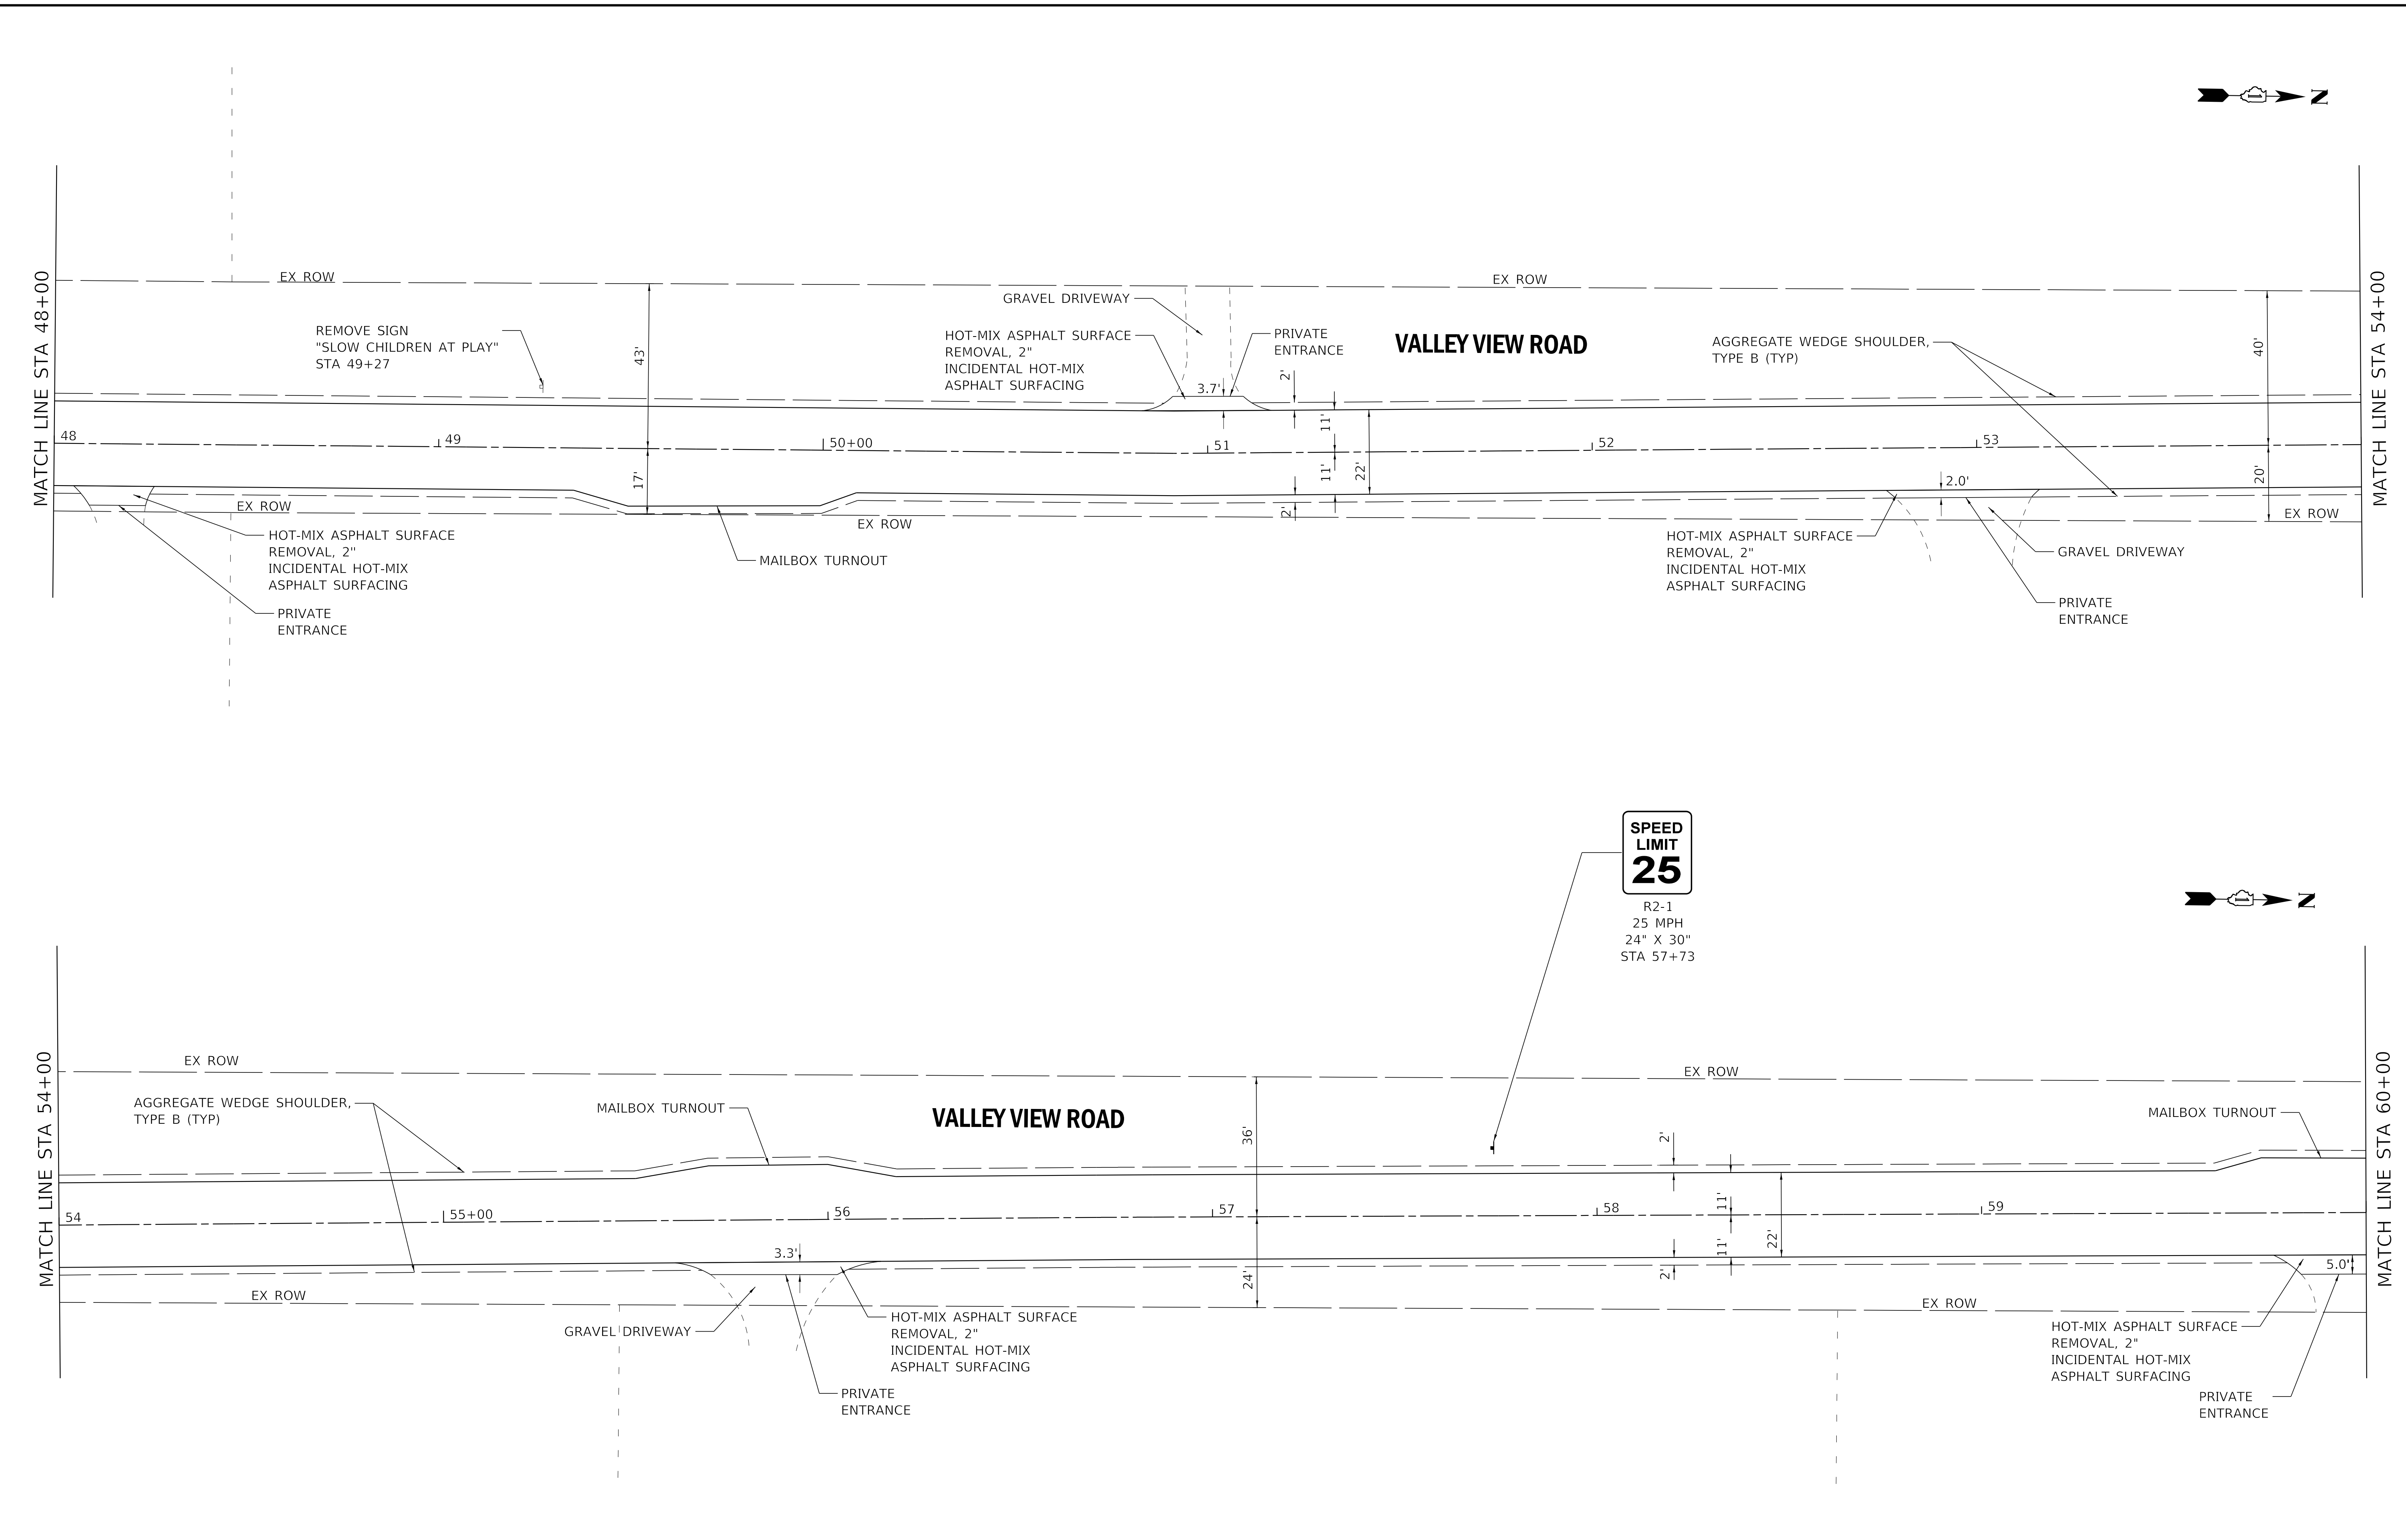 N
EX ROW
EX ROW
GRAVEL DRIVEWAY
REMOVE SIGN
"SLOW CHILDREN AT PLAY"
STA 49+27
43'
HOT-MIX ASPHALT SURFACE
REMOVAL, 2"
INCIDENTAL HOT-MIX
ASPHALT SURFACING
3.7'
PRIVATE
ENTRANCE
VALLEY VIEW ROAD
AGGREGATE WEDGE SHOULDER,
TYPE B (TYP)
40'
2'
11'
MATCH LINE STA 48+00
MATCH LINE STA 54+00
48
49
50+00
51
52
53
17'
11'
22'
2'
2.0'
20'
EX ROW
EX ROW
EX ROW
HOT-MIX ASPHALT SURFACE
REMOVAL, 2"
INCIDENTAL HOT-MIX
ASPHALT SURFACING
PRIVATE
ENTRANCE
MAILBOX TURNOUT
HOT-MIX ASPHALT SURFACE
REMOVAL, 2"
INCIDENTAL HOT-MIX
ASPHALT SURFACING
GRAVEL DRIVEWAY
PRIVATE
ENTRANCE
SPEED
LIMIT
25
R2-1
25 MPH
24" X 30"
STA 57+73
N
EX ROW
EX ROW
AGGREGATE WEDGE SHOULDER,
TYPE B (TYP)
MAILBOX TURNOUT
VALLEY VIEW ROAD
36'
2'
MAILBOX TURNOUT
MATCH LINE STA 54+00
MATCH LINE STA 60+00
11'
54
55+00
56
57
58
59
3.3'
24'
11'
22'
2'
5.0'
EX ROW
EX ROW
GRAVEL DRIVEWAY
HOT-MIX ASPHALT SURFACE
REMOVAL, 2"
INCIDENTAL HOT-MIX
ASPHALT SURFACING
PRIVATE
ENTRANCE
HOT-MIX ASPHALT SURFACE
REMOVAL, 2"
INCIDENTAL HOT-MIX
ASPHALT SURFACING
PRIVATE
ENTRANCE